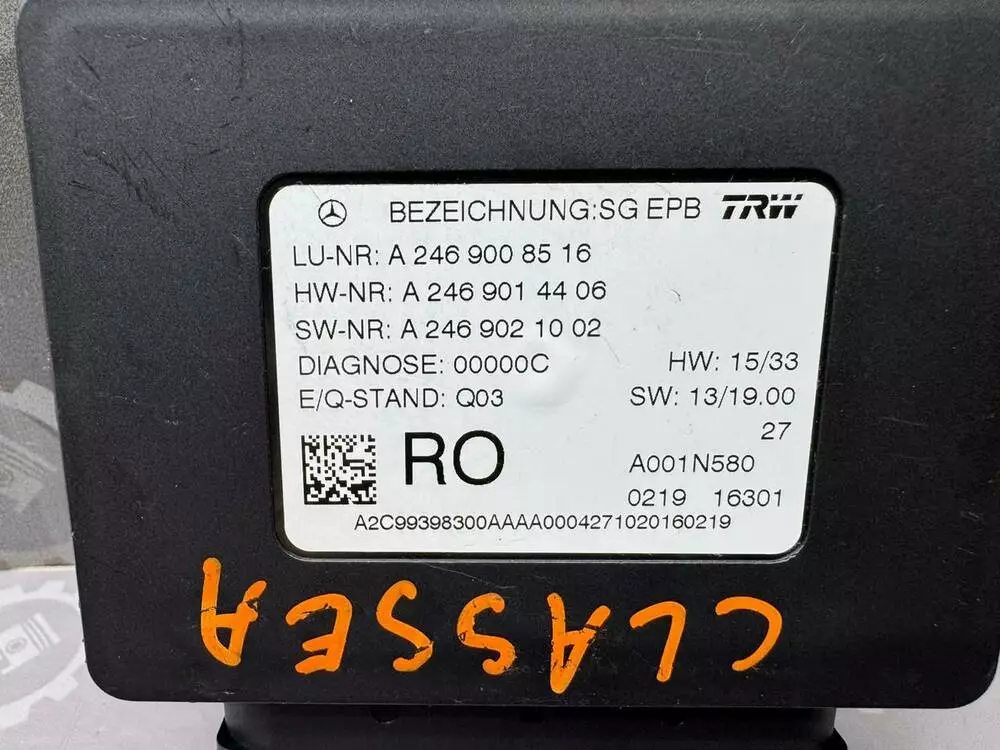 BEZEICHNUNG:SG EPB TRW
LU-NR: A 246 900 85 16
HW-NR: A 246 901 44 06
SW-NR: A 246 902 10 02
DIAGNOSE: 00000C HW: 15/33
E/Q-STAND: Q03 SW: 13/19.00
27
RO A001N580
0219 16301
A2C99398300AAAA0004271020160219
CLASSE A